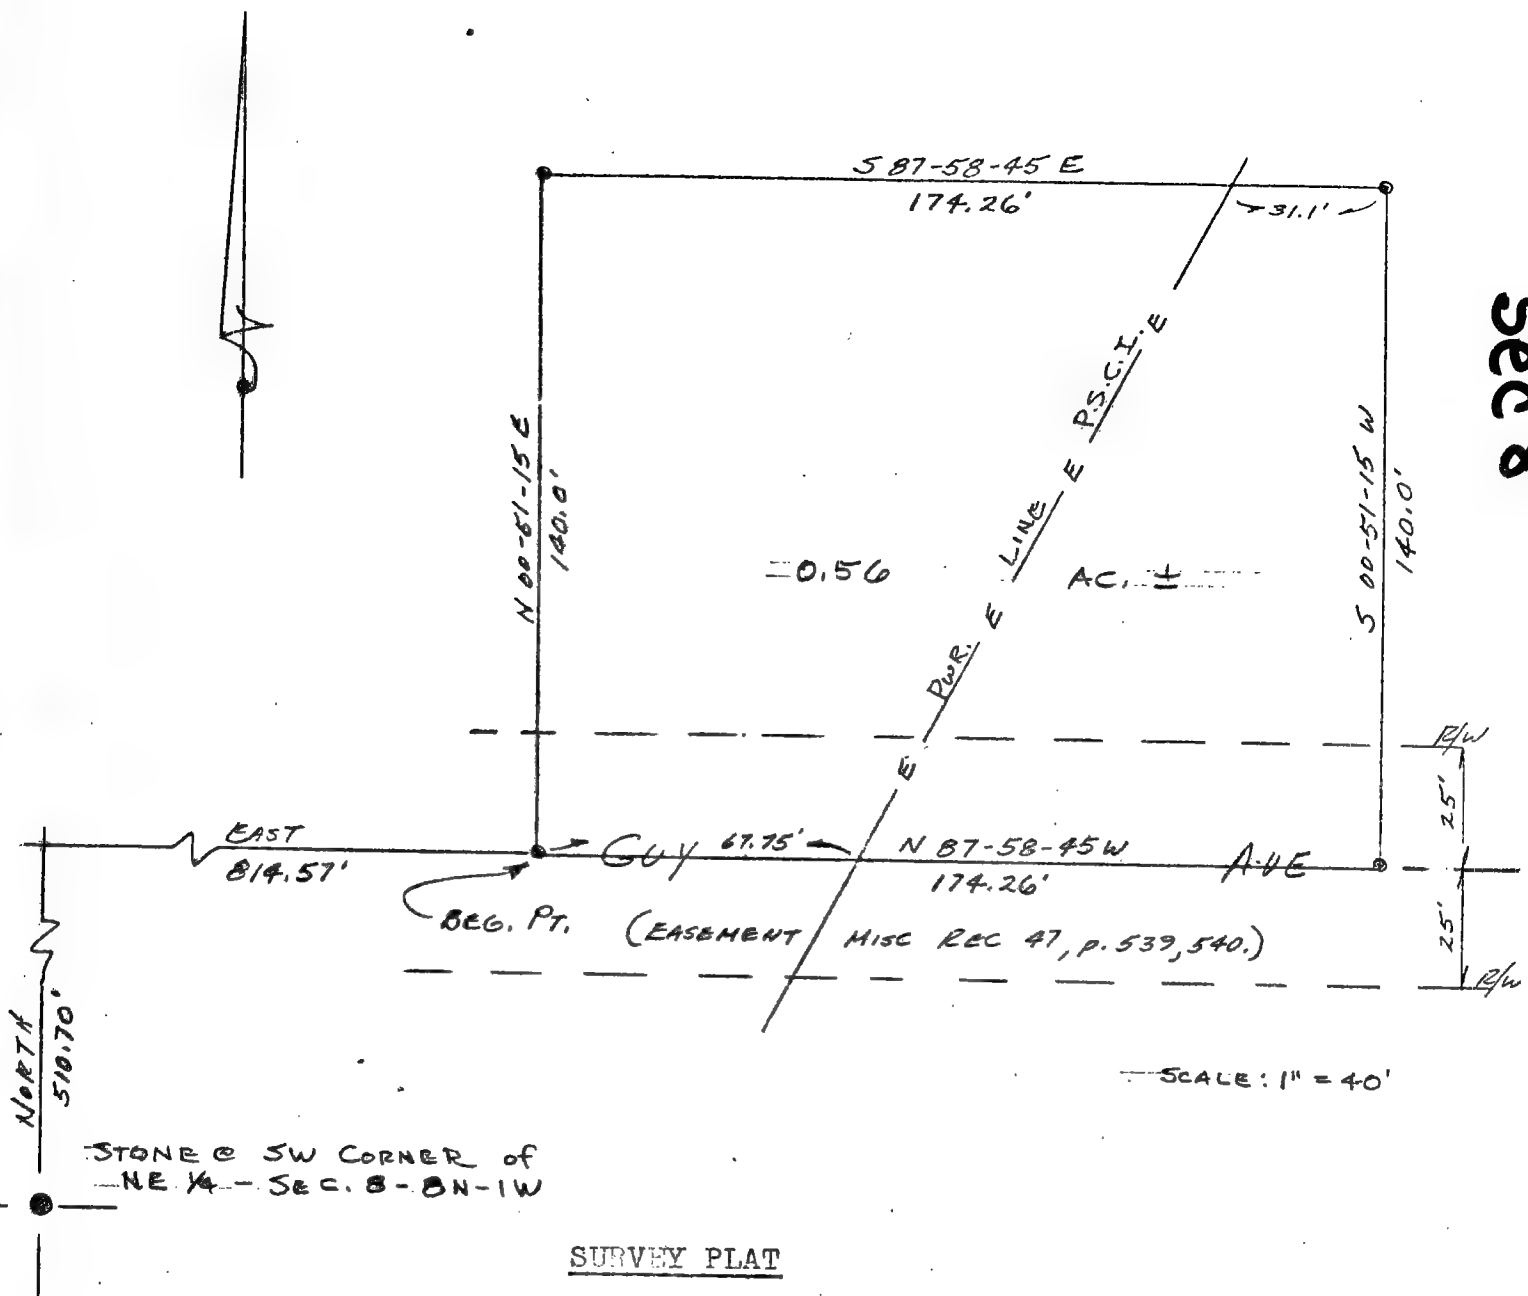 S 87-58-45 E
174.26'
31.1'
SEC 8
N 00-51-15 E
140.0'
PWR. E LINE E P.S.C.I. E
E
S 00-51-15 W
140.0'
0.56 AC. ±
R/W
25'
EAST
814.57'
GUY 67.75' N 87-58-45 W AVE
174.26'
BEG. PT. (EASEMENT MISC REC 47, p. 539, 540.)
25'
R/W
NORTH
510.70'
SCALE: 1" = 40'
STONE @ SW CORNER of
NE 1/4 - SEC. 8-8N-1W
SURVEY PLAT